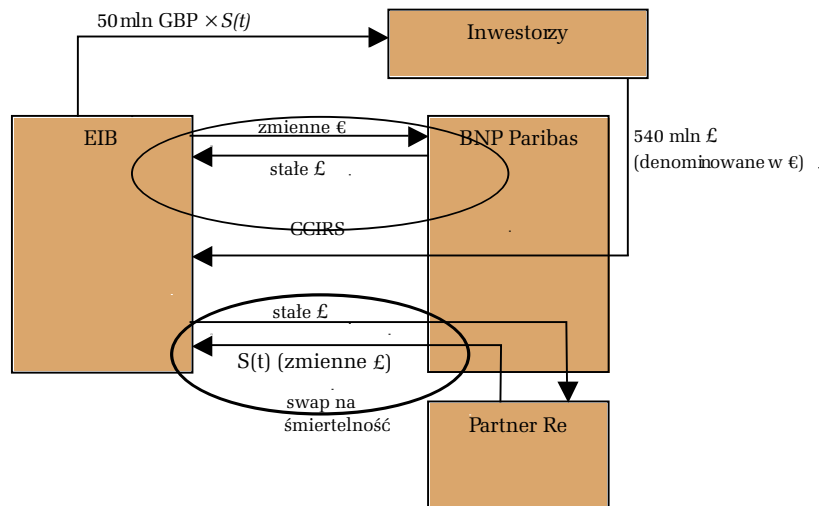 50 mln GBP × S(t)
Inwestorzy
EIB
zmienne €
BNP Paribas
stałe £
540 mln £
(denominowane w €)
CCIRS
stałe £
S(t) (zmienne £)
swap na
śmiertelność
Partner Re